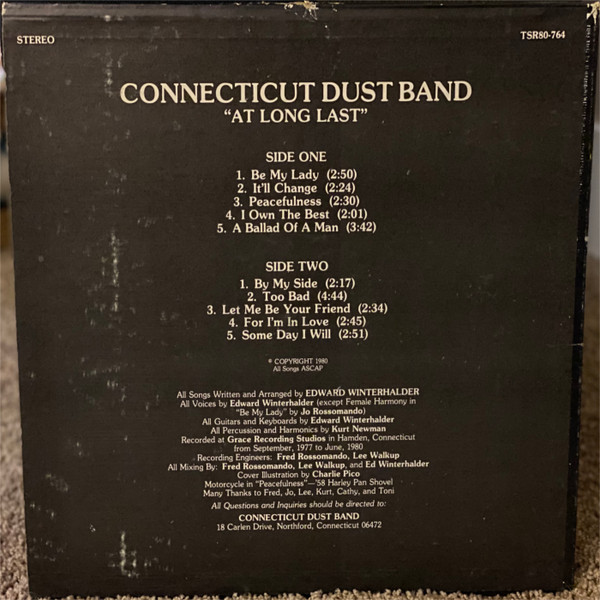 STEREO
TSR80-764
CONNECTICUT DUST BAND
"AT LONG LAST"
SIDE ONE
1. Be My Lady (2:50)
2. It'll Change (2:24)
3. Peacefulness (2:30)
4. I Own The Best (2:01)
5. A Ballad Of A Man (3:42)
SIDE TWO
1. By My Side (2:17)
2. Too Bad (4:44)
3. Let Me Be Your Friend (2:34)
4. For I'm In Love (2:45)
5. Some Day I Will (2:51)
© COPYRIGHT 1980
All Songs ASCAP
All Songs Written and Arranged by EDWARD WINTERHALDER
All Voices by Edward Winterhalder (except Female Harmony in
"Be My Lady" by Jo Rossomando)
All Guitars and Keyboards by Edward Winterhalder
All Percussion and Harmonics by Kurt Newman
Recorded at Grace Recording Studios in Hamden, Connecticut
from September, 1977 to June, 1980
Recording Engineers: Fred Rossomando, Lee Walkup
All Mixing By: Fred Rossomando, Lee Walkup, and Ed Winterhalder
Cover Illustration by Charlie Pico
Motorcycle in "Peacefulness"—'58 Harley Pan Shovel
Many Thanks to Fred, Jo, Lee, Kurt, Cathy, and Toni
All Questions and Inquiries should be directed to:
CONNECTICUT DUST BAND
18 Carlen Drive, Northford, Connecticut 06472